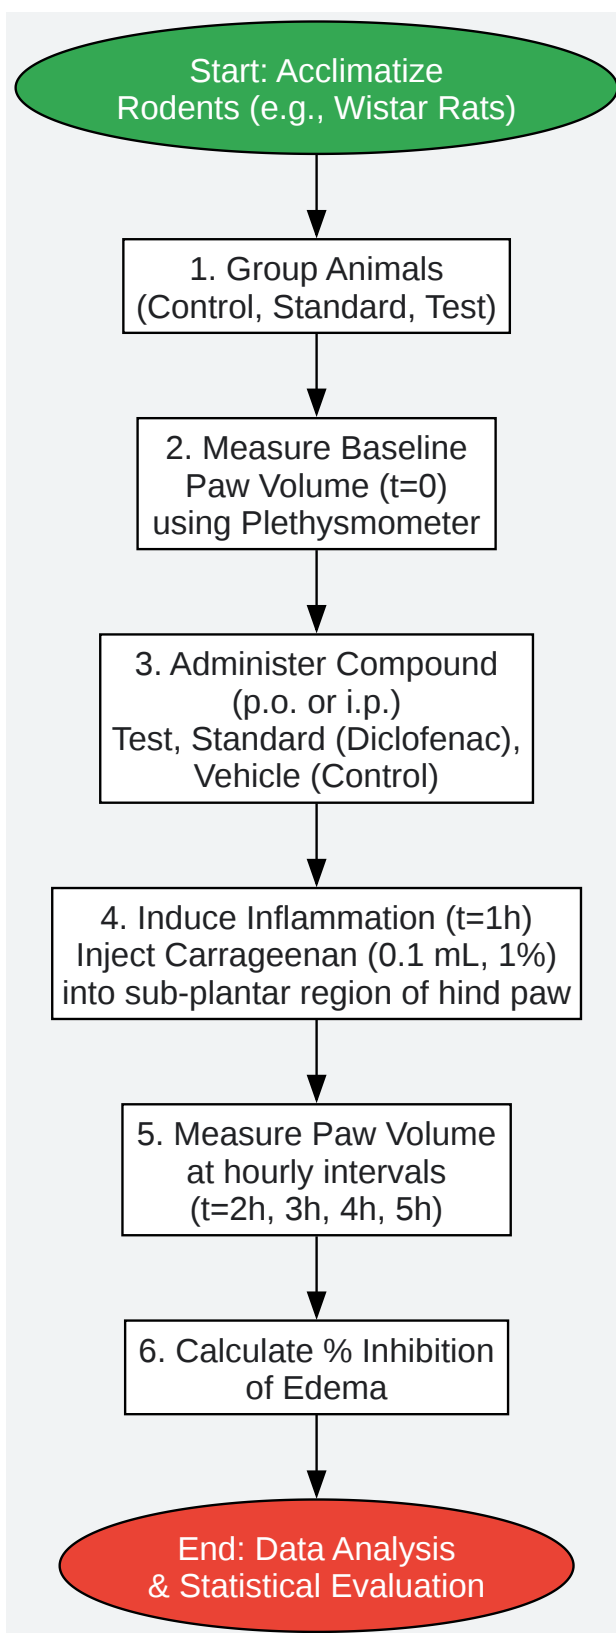 Start: Acclimatize
Rodents (e.g., Wistar Rats)
1. Group Animals
(Control, Standard, Test)
2. Measure Baseline
Paw Volume (t=0)
using Plethysmometer
3. Administer Compound
(p.o. or i.p.)
Test, Standard (Diclofenac),
Vehicle (Control)
4. Induce Inflammation (t=1h)
Inject Carrageenan (0.1 mL, 1%)
into sub-plantar region of hind paw
5. Measure Paw Volume
at hourly intervals
(t=2h, 3h, 4h, 5h)
6. Calculate % Inhibition
of Edema
End: Data Analysis
& Statistical Evaluation